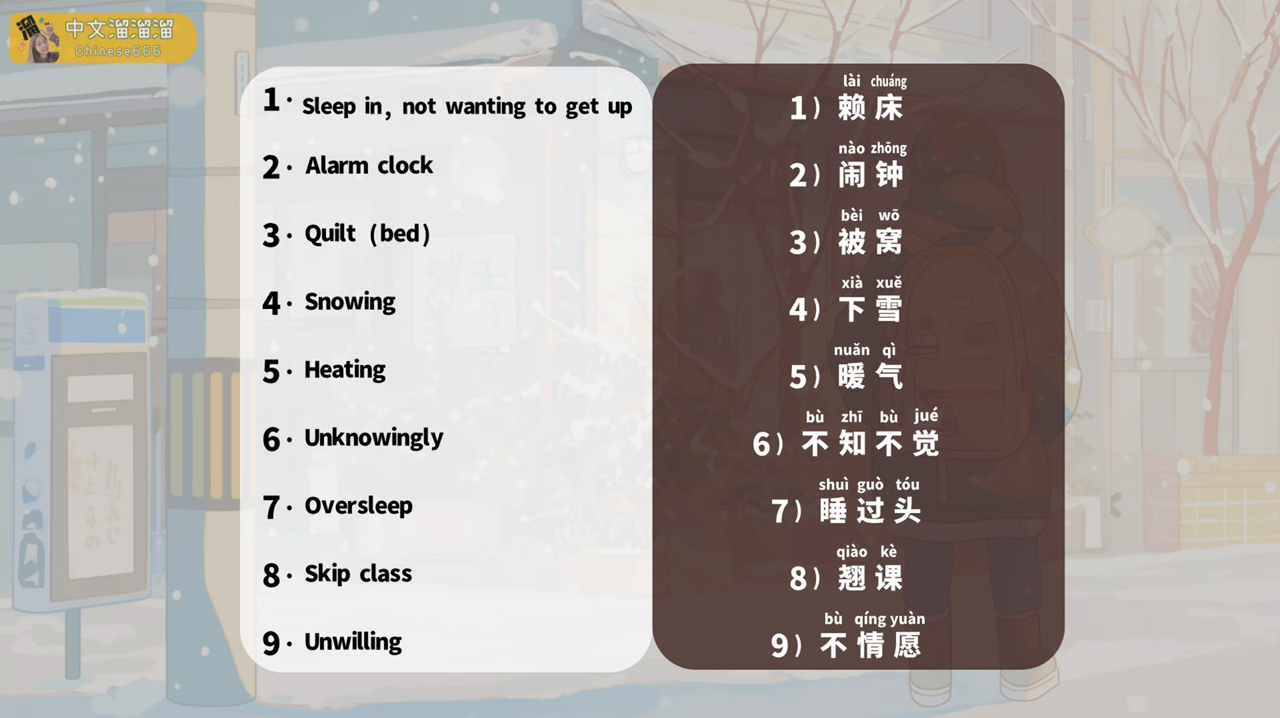 中文溜溜溜
Chinese666
1. Sleep in, not wanting to get up
2. Alarm clock
3. Quilt (bed)
4. Snowing
5. Heating
6. Unknowingly
7. Oversleep
8. Skip class
9. Unwilling
lài chuáng
1) 赖床
nào zhōng
2) 闹钟
bèi wō
3) 被窝
xià xuě
4) 下雪
nuǎn qì
5) 暖气
bù zhī bù jué
6) 不知不觉
shuì guò tóu
7) 睡过头
qiào kè
8) 翘课
bù qíng yuàn
9) 不情愿